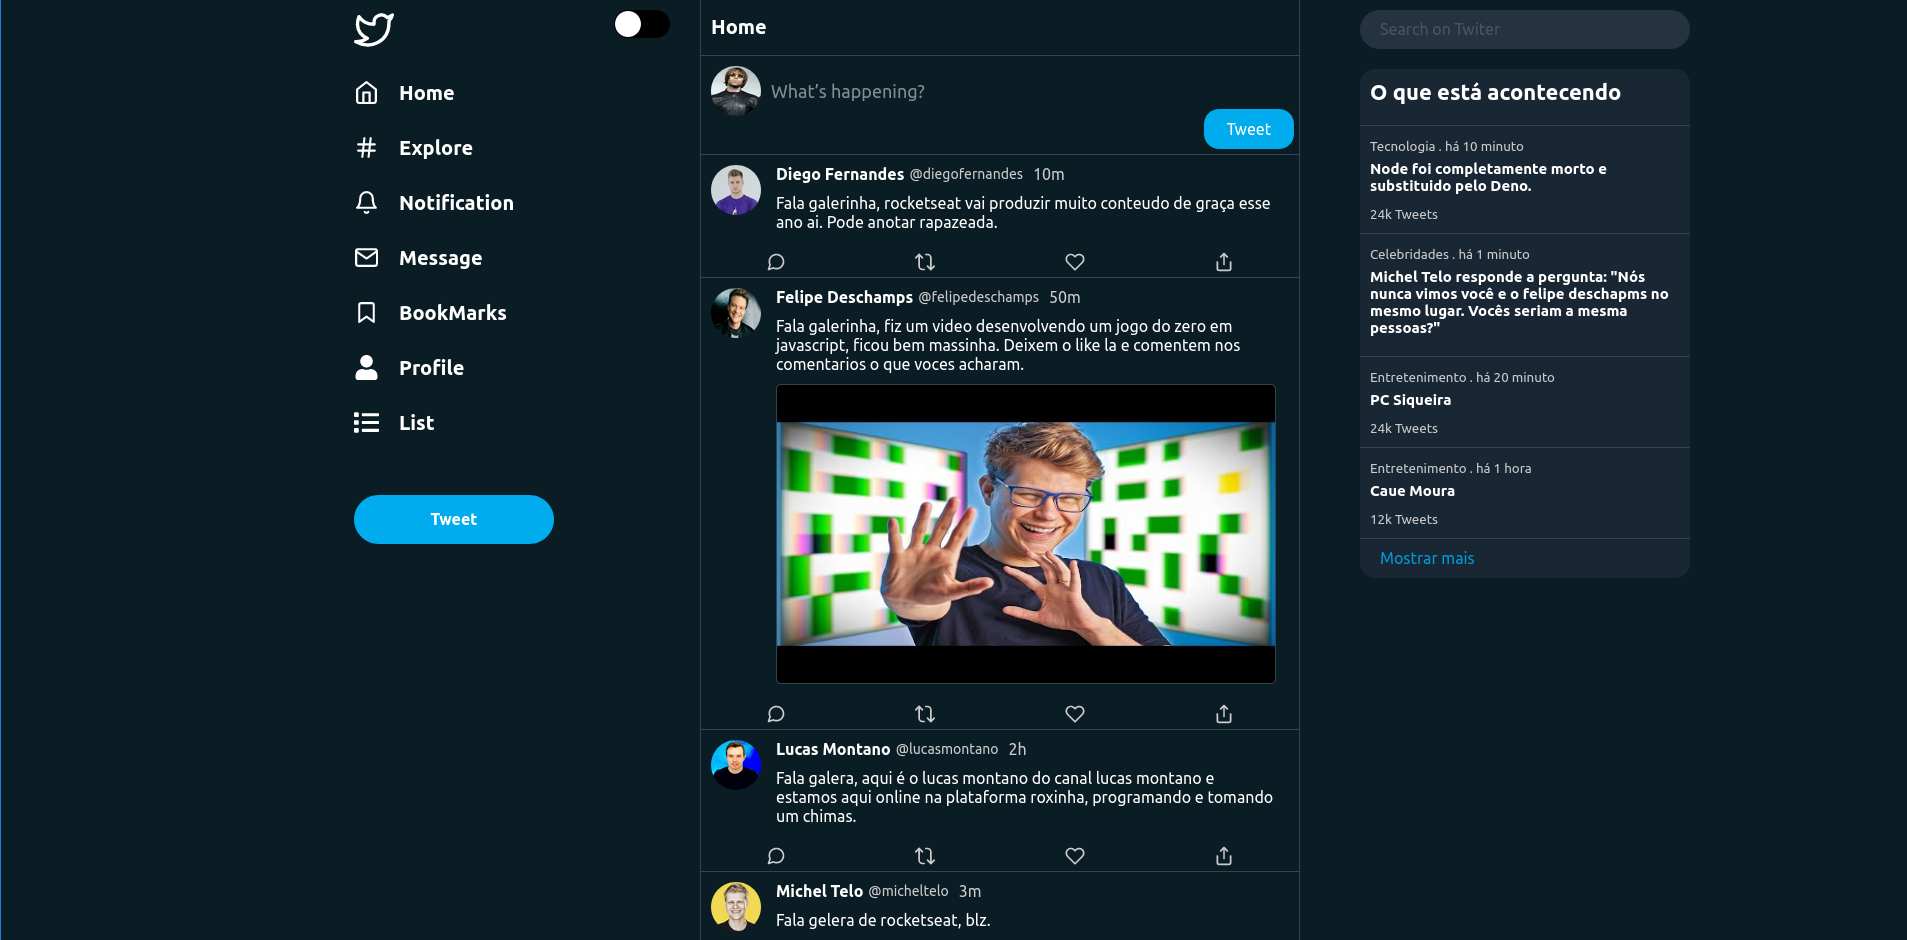 Home
Explore
Notification
Message
BookMarks
Profile
List
Tweet
Home
What's happening?
Tweet
Diego Fernandes @diegofernandes 10m
Fala galerinha, rocketseat vai produzir muito conteudo de graça esse
ano ai. Pode anotar rapazeada.
Felipe Deschamps @felipedeschamps 50m
Fala galerinha, fiz um video desenvolvendo um jogo do zero em
javascript, ficou bem massinha. Deixem o like la e comentem nos
comentarios o que voces acharam.
Lucas Montano @lucasmontano 2h
Fala galera, aqui é o lucas montano do canal lucas montano e
estamos aqui online na plataforma roxinha, programando e tomando
um chimas.
Michel Telo @micheltelo 3m
Fala gelera de rocketseat, blz.
Search on Twiter
O que está acontecendo
Tecnologia . há 10 minuto
Node foi completamente morto e
substituido pelo Deno.
24k Tweets
Celebridades . há 1 minuto
Michel Telo responde a pergunta: "Nós
nunca vimos você e o felipe deschapms no
mesmo lugar. Vocês seriam a mesma
pessoas?"
Entretenimento . há 20 minuto
PC Siqueira
24k Tweets
Entretenimento . há 1 hora
Caue Moura
12k Tweets
Mostrar mais